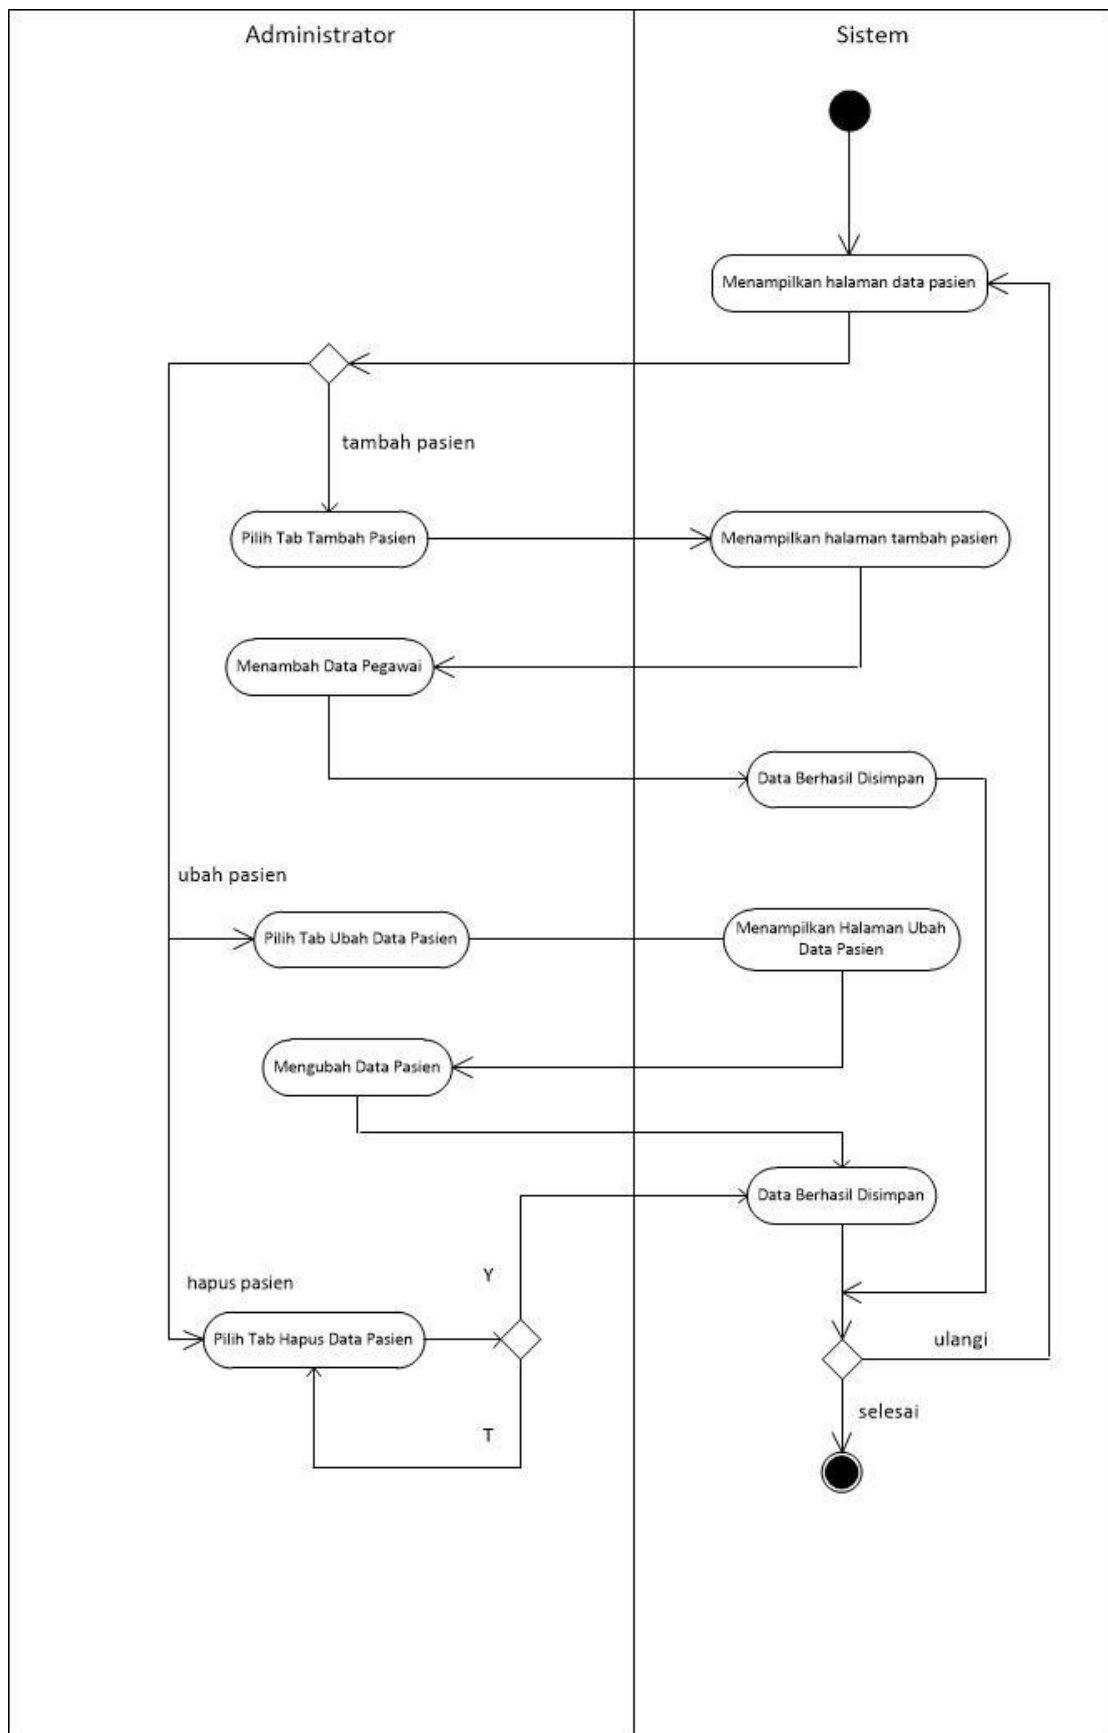 Administrator
Sistem
Menampilkan halaman data pasien
tambah pasien
Pilih Tab Tambah Pasien
Menampilkan halaman tambah pasien
Menambah Data Pegawai
Data Berhasil Disimpan
ubah pasien
Pilih Tab Ubah Data Pasien
Menampilkan Halaman Ubah
Data Pasien
Mengubah Data Pasien
Data Berhasil Disimpan
Y
hapus pasien
Pilih Tab Hapus Data Pasien
ulangi
selesai
T